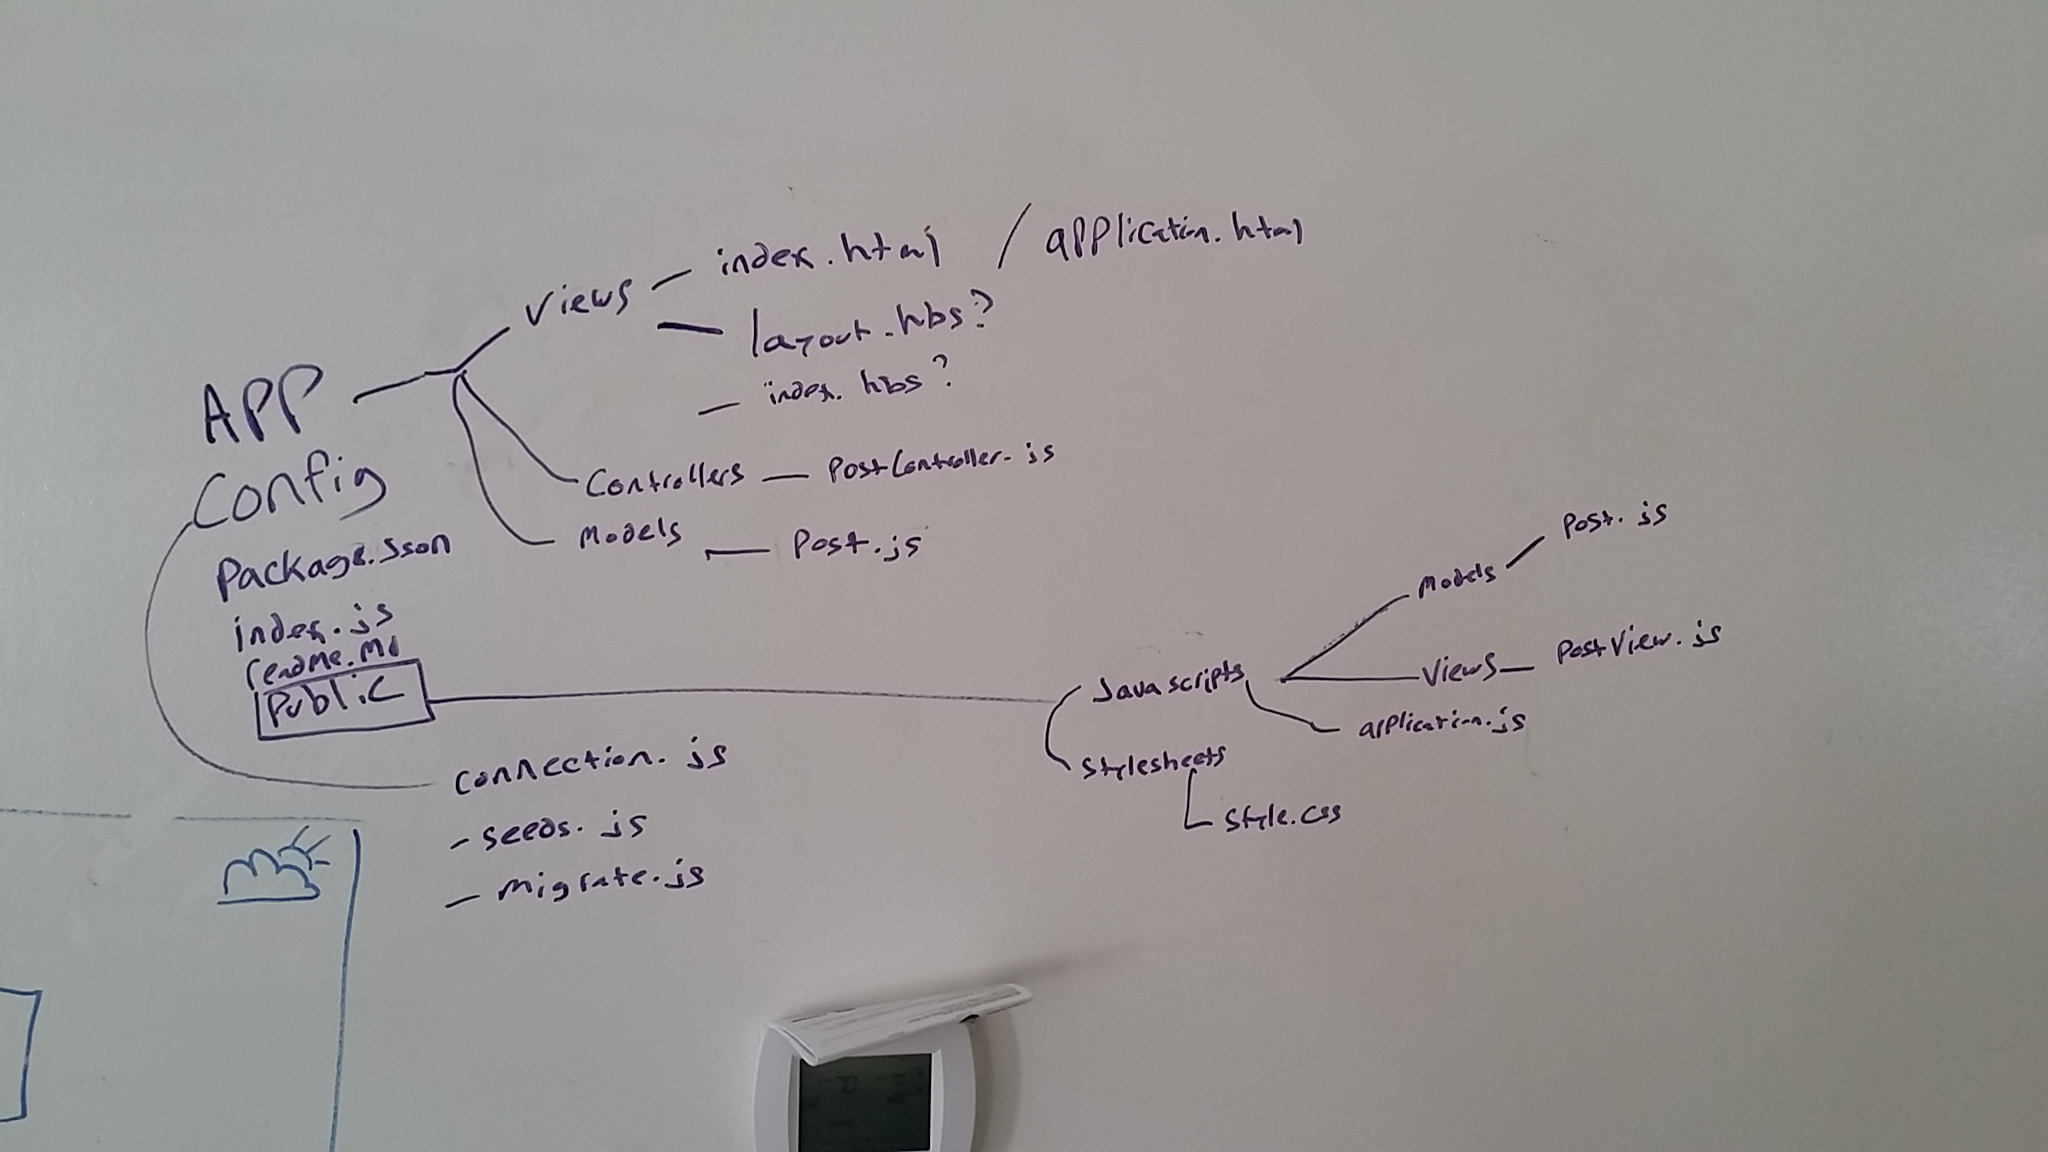 index.html / application.html
Views
layout.hbs?
index.hbs?
APP
Controllers — PostController.js
Models — Post.js
Config
Package.json
index.js
readme.md
Public
connection.js
- seeds.js
- migrate.js
Post.js
Models
Javascripts
Views — PostView.js
application.js
Stylesheets
Style.css